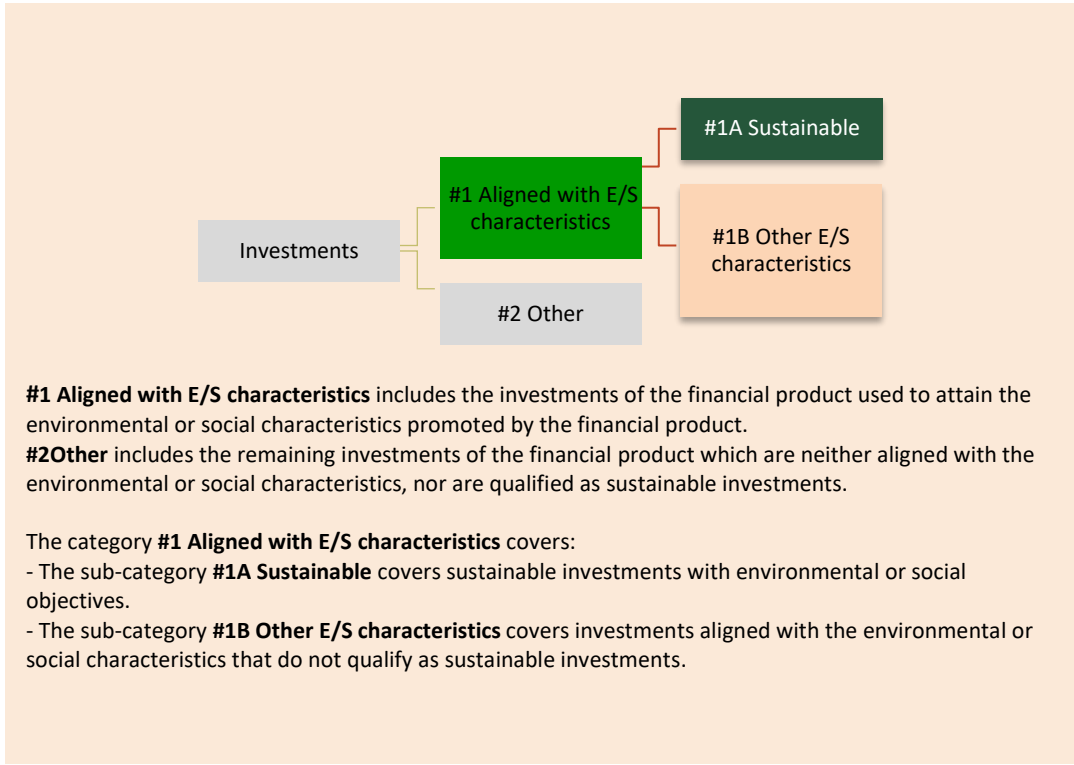 #1A Sustainable
#1 Aligned with E/S
characteristics
#1B Other E/S
characteristics
Investments
#2 Other
#1 Aligned with E/S characteristics includes the investments of the financial product used to attain the
environmental or social characteristics promoted by the financial product.
#2Other includes the remaining investments of the financial product which are neither aligned with the
environmental or social characteristics, nor are qualified as sustainable investments.
The category #1 Aligned with E/S characteristics covers:
- The sub-category #1A Sustainable covers sustainable investments with environmental or social
objectives.
- The sub-category #1B Other E/S characteristics covers investments aligned with the environmental or
social characteristics that do not qualify as sustainable investments.